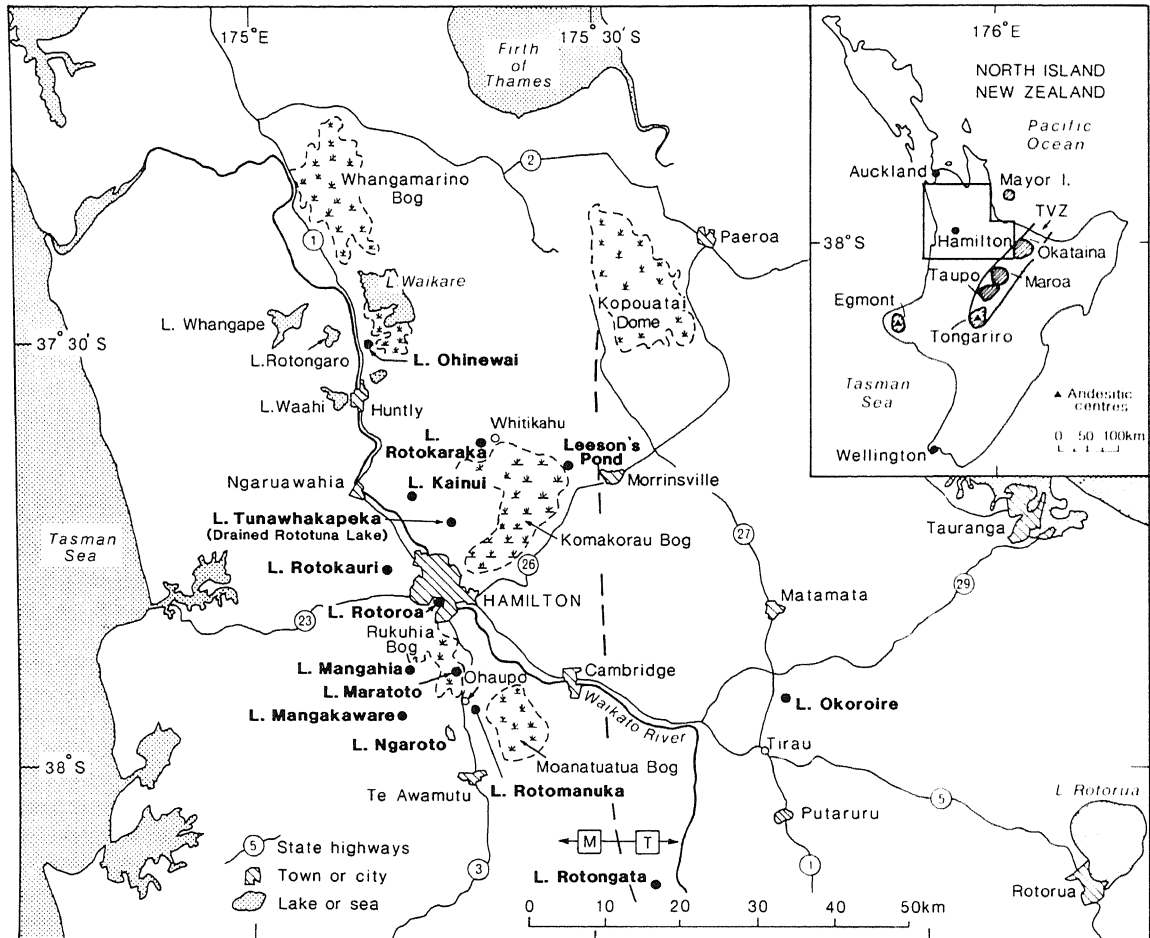 175°E
Firth
of
Thames
175° 30' S
2
Whangamarino
Bog
1
Paeroa
L. Waikare
Kopouatai
Dome
L. Whangape
L. Rotongaro
37° 30' S
L. Ohinewai
L. Waahi
Huntly
Whitikahu
L.
Rotokaraka
Leeson's
Pond
Ngaruawahia
L. Kainui
Morrinsville
L. Tunawhakapeka
(Drained Rototuna Lake)
Komakorau Bog
Tasman
Sea
27
Tauranga
26
L. Rotokauri
29
23
HAMILTON
Matamata
L. Rotoroa
Rukuhia
Bog
L. Mangahia
Ohaupo
Cambridge
L. Maratoto
Waikato River
L. Okoroire
L. Mangakaware
L. Ngaroto
Tirau
38°S
Moanatuatua Bog
Te Awamutu
L. Rotomanuka
L Rotorua
5
Putaruru
M
T
5 State highways
Town or city
Lake or sea
3
1
L. Rotongata
Rotorua
0 10 20 30 40 50km
176°E
NORTH ISLAND
NEW ZEALAND
Pacific
Ocean
Auckland
Mayor I.
TVZ
38°S
Hamilton
Okataina
Taupo
Maroa
Egmont
Tongariro
Tasman
Sea
▲ Andesitic
centres
0 50 100km
Wellington